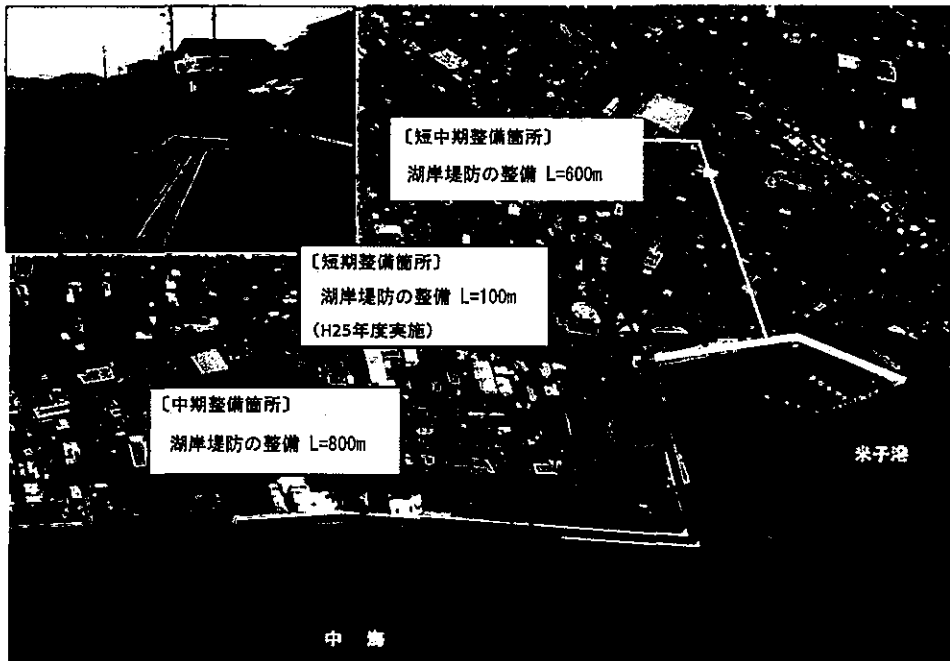 〔短中期整備箇所〕
湖岸堤防の整備 L=600m
〔短期整備箇所〕
湖岸堤防の整備 L=100m
（H25年度実施）
〔中期整備箇所〕
湖岸堤防の整備 L=800m
米子港
中 海